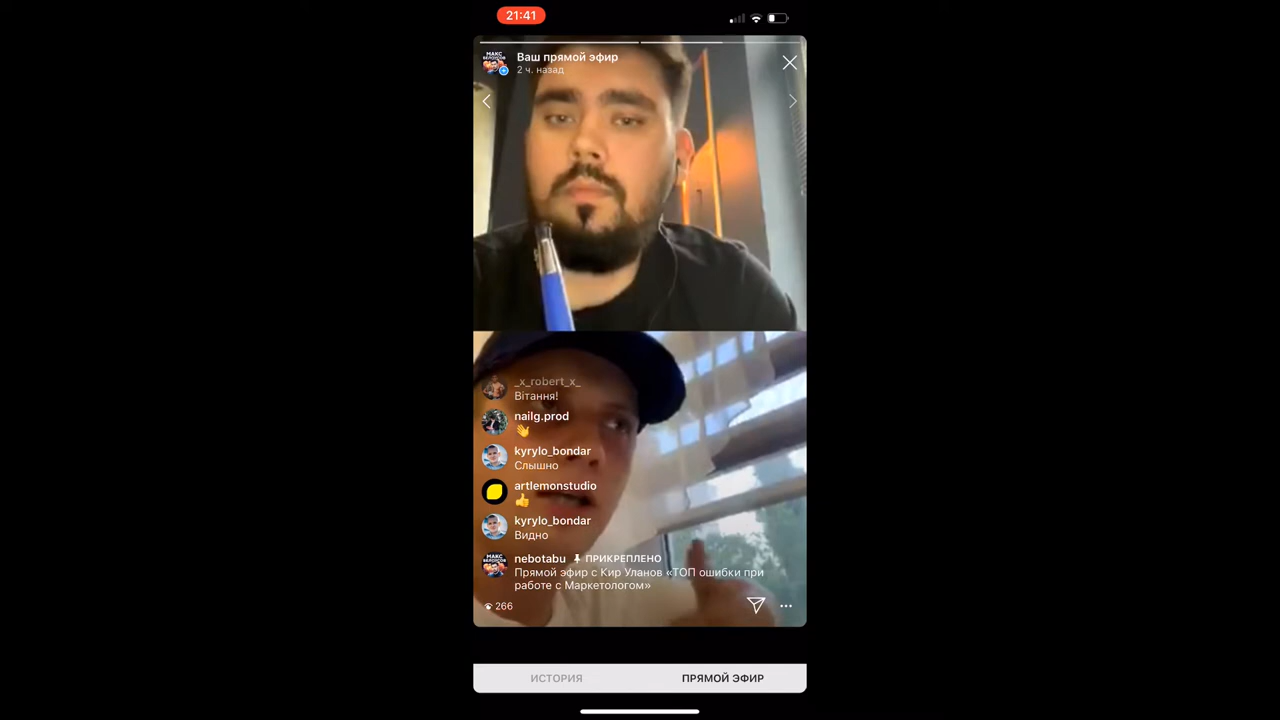 21:41
Ваш прямой эфир
2 ч. назад
_x_robert_x_
Вітання!
nailg.prod
kyrylo_bondar
Слышно
artlemonstudio
kyrylo_bondar
Видно
nebotabu ПРИКРЕПЛЕНО
Прямой эфир с Кир Уланов «ТОП ошибки при
работе с Маркетологом»
266
ИСТОРИЯ
ПРЯМОЙ ЭФИР